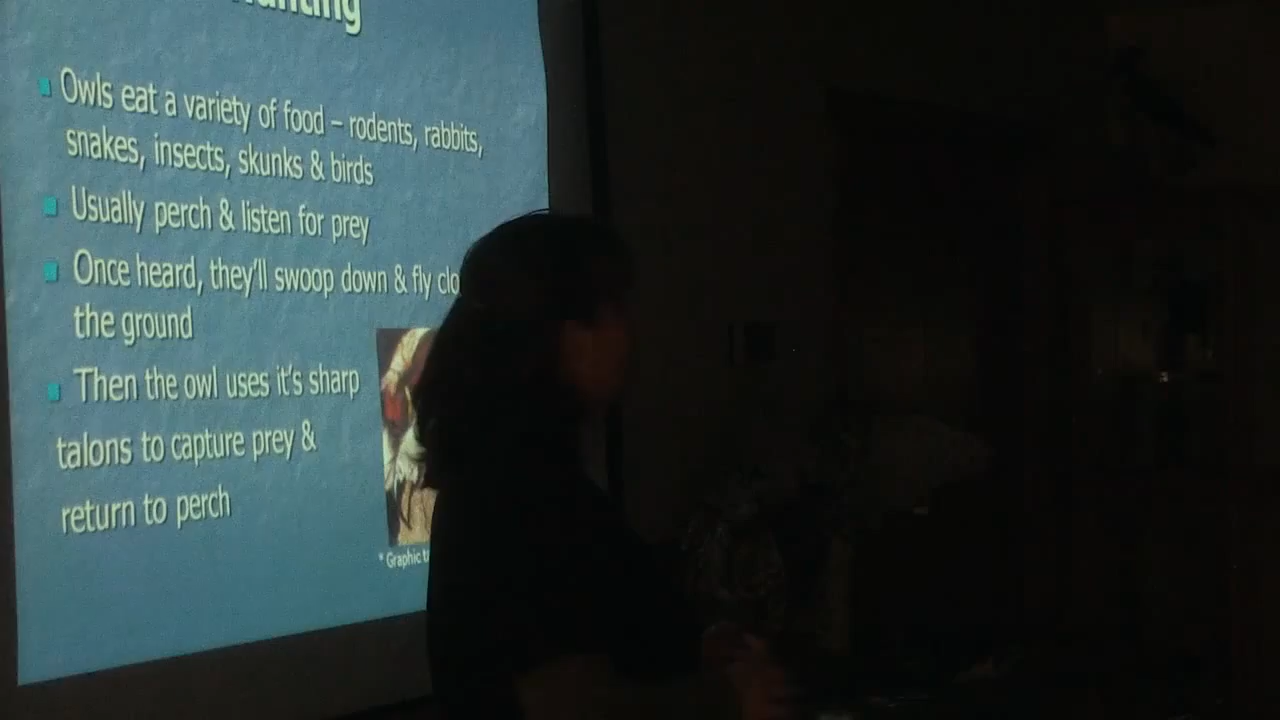 Owls eat a variety of food – rodents, rabbits,
snakes, insects, skunks & birds
Usually perch & listen for prey
Once heard, they'll swoop down & fly
the ground
Then the owl uses it's sharp
talons to capture prey &
return to perch
* Graphic